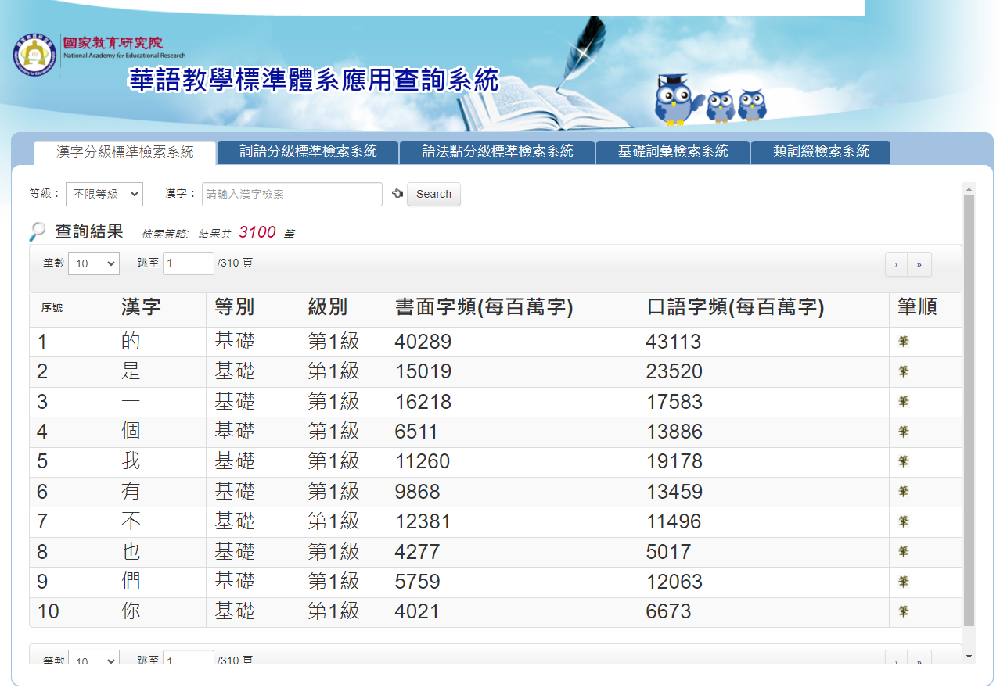 國家教育研究院
National Academy for Educational Research
華語教學標準體系應用查詢系統
漢字分級標準檢索系統 詞語分級標準檢索系統 語法點分級標準檢索系統 基礎詞彙檢索系統 類詞綴檢索系統
等級： 不限等級 漢字： 請輸入漢字檢索 Search
查詢結果 檢索策略: 結果共 3100 筆
筆數 10 跳至 1 /310 頁 › »
序號 漢字 等別 級別 書面字頻(每百萬字) 口語字頻(每百萬字) 筆順
1 的 基礎 第1級 40289 43113 筆
2 是 基礎 第1級 15019 23520 筆
3 一 基礎 第1級 16218 17583 筆
4 個 基礎 第1級 6511 13886 筆
5 我 基礎 第1級 11260 19178 筆
6 有 基礎 第1級 9868 13459 筆
7 不 基礎 第1級 12381 11496 筆
8 也 基礎 第1級 4277 5017 筆
9 們 基礎 第1級 5759 12063 筆
10 你 基礎 第1級 4021 6673 筆
筆數 10 跳至 1 /310 頁 › »